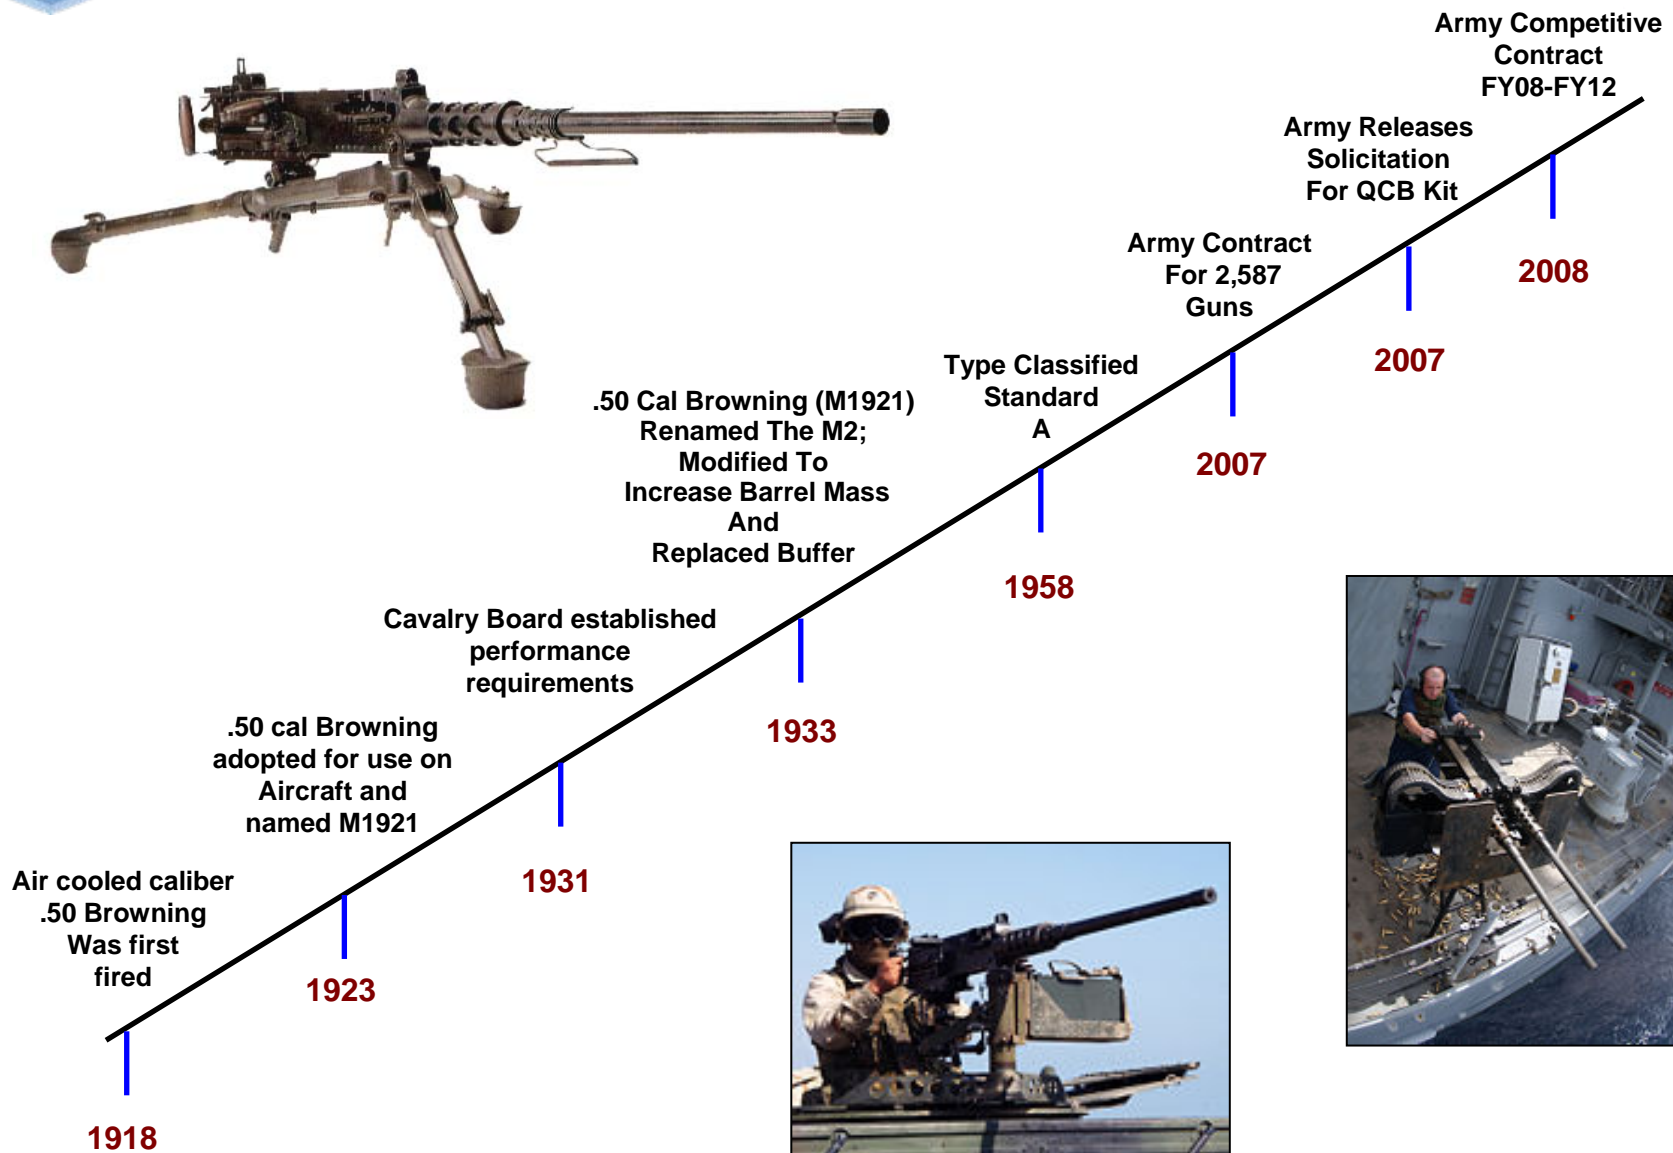 Air cooled caliber
.50 Browning
Was first
fired
1918
.50 cal Browning
adopted for use on
Aircraft and
named M1921
1923
Cavalry Board established
performance
requirements
1931
.50 Cal Browning (M1921)
Renamed The M2;
Modified To
Increase Barrel Mass
And
Replaced Buffer
1933
Type Classified
Standard
A
1958
Army Contract
For 2,587
Guns
2007
Army Releases
Solicitation
For QCB Kit
2007
Army Competitive
Contract
FY08-FY12
2008